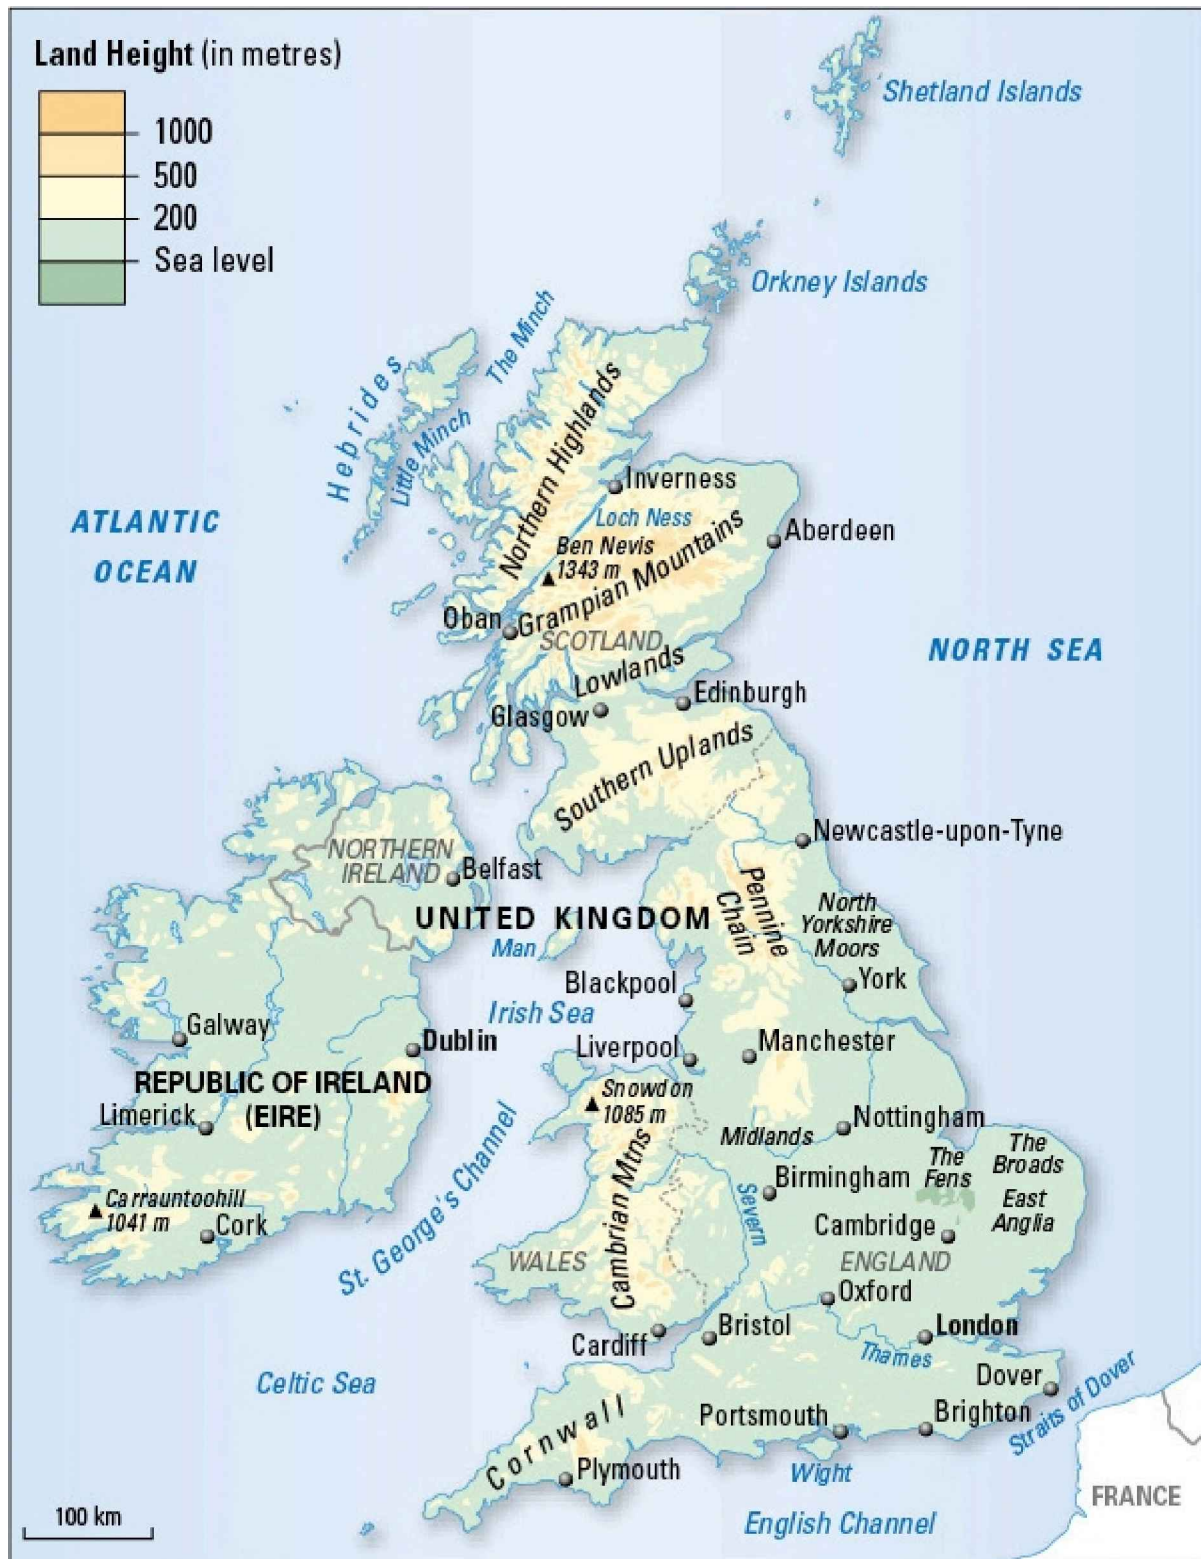 Land Height (in metres)
1000
500
200
Sea level
Shetland Islands
Orkney Islands
The Minch
Hebrides
Little Minch
Northern Highlands
Inverness
Loch Ness
ATLANTIC
OCEAN
Ben Nevis
1343 m
Aberdeen
Grampian Mountains
Oban
SCOTLAND
NORTH SEA
Lowlands
Edinburgh
Glasgow
Southern Uplands
Newcastle-upon-Tyne
NORTHERN
IRELAND
Belfast
Pennine
Chain
North
Yorkshire
Moors
UNITED KINGDOM
Man
Blackpool
York
Irish Sea
Galway
Dublin
Liverpool
Manchester
REPUBLIC OF IRELAND
(EIRE)
Limerick
Snowdon
1085 m
Nottingham
Midlands
The
Fens
The
Broads
St. George's Channel
Cambrian Mtns
Birmingham
Severn
East
Anglia
Carrauntoohill
1041 m
Cork
Cambridge
WALES
ENGLAND
Oxford
Cardiff
Bristol
London
Thames
Celtic Sea
Dover
Straits of Dover
Cornwall
Portsmouth
Brighton
Plymouth
Wight
FRANCE
100 km
English Channel